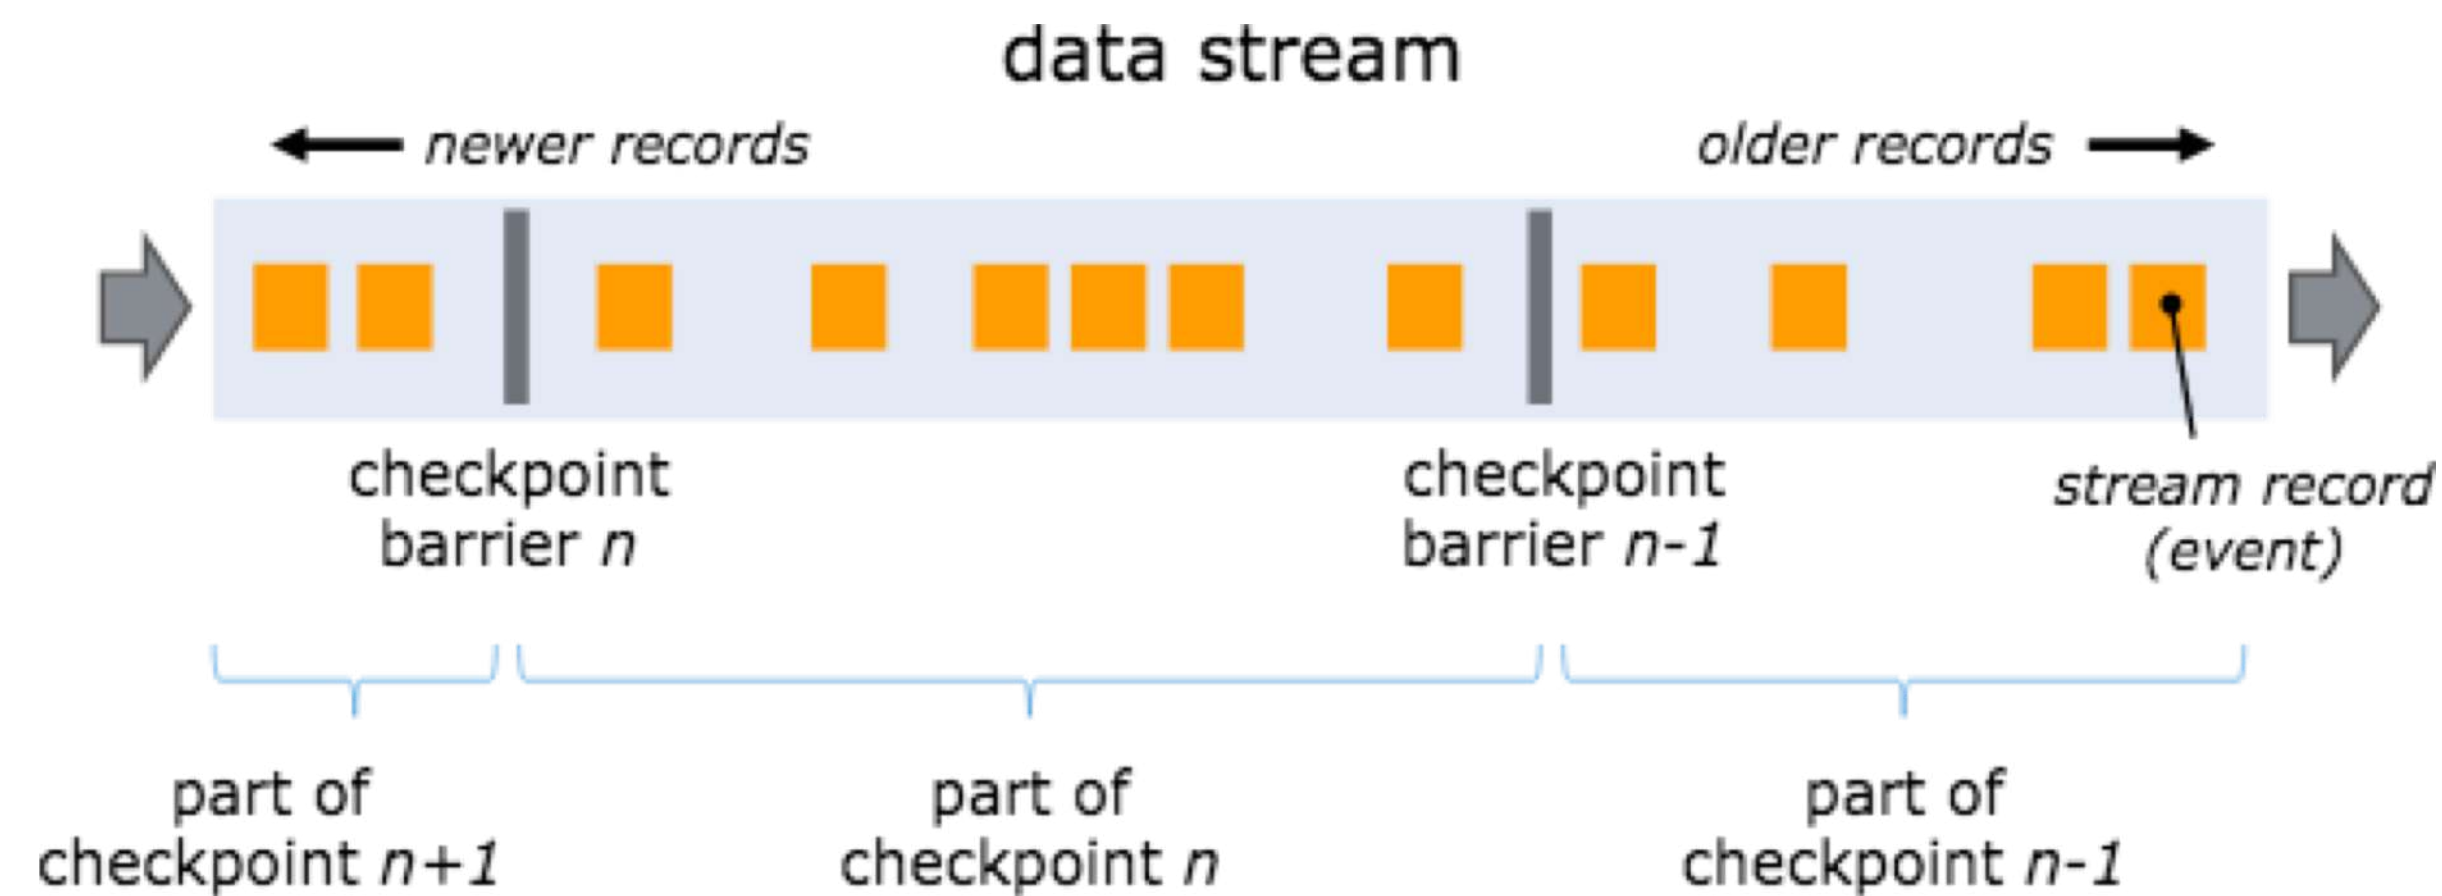 data stream
newer records
older records
checkpoint
barrier n
checkpoint
barrier n-1
stream record
(event)
part of
checkpoint n+1
part of
checkpoint n
part of
checkpoint n-1